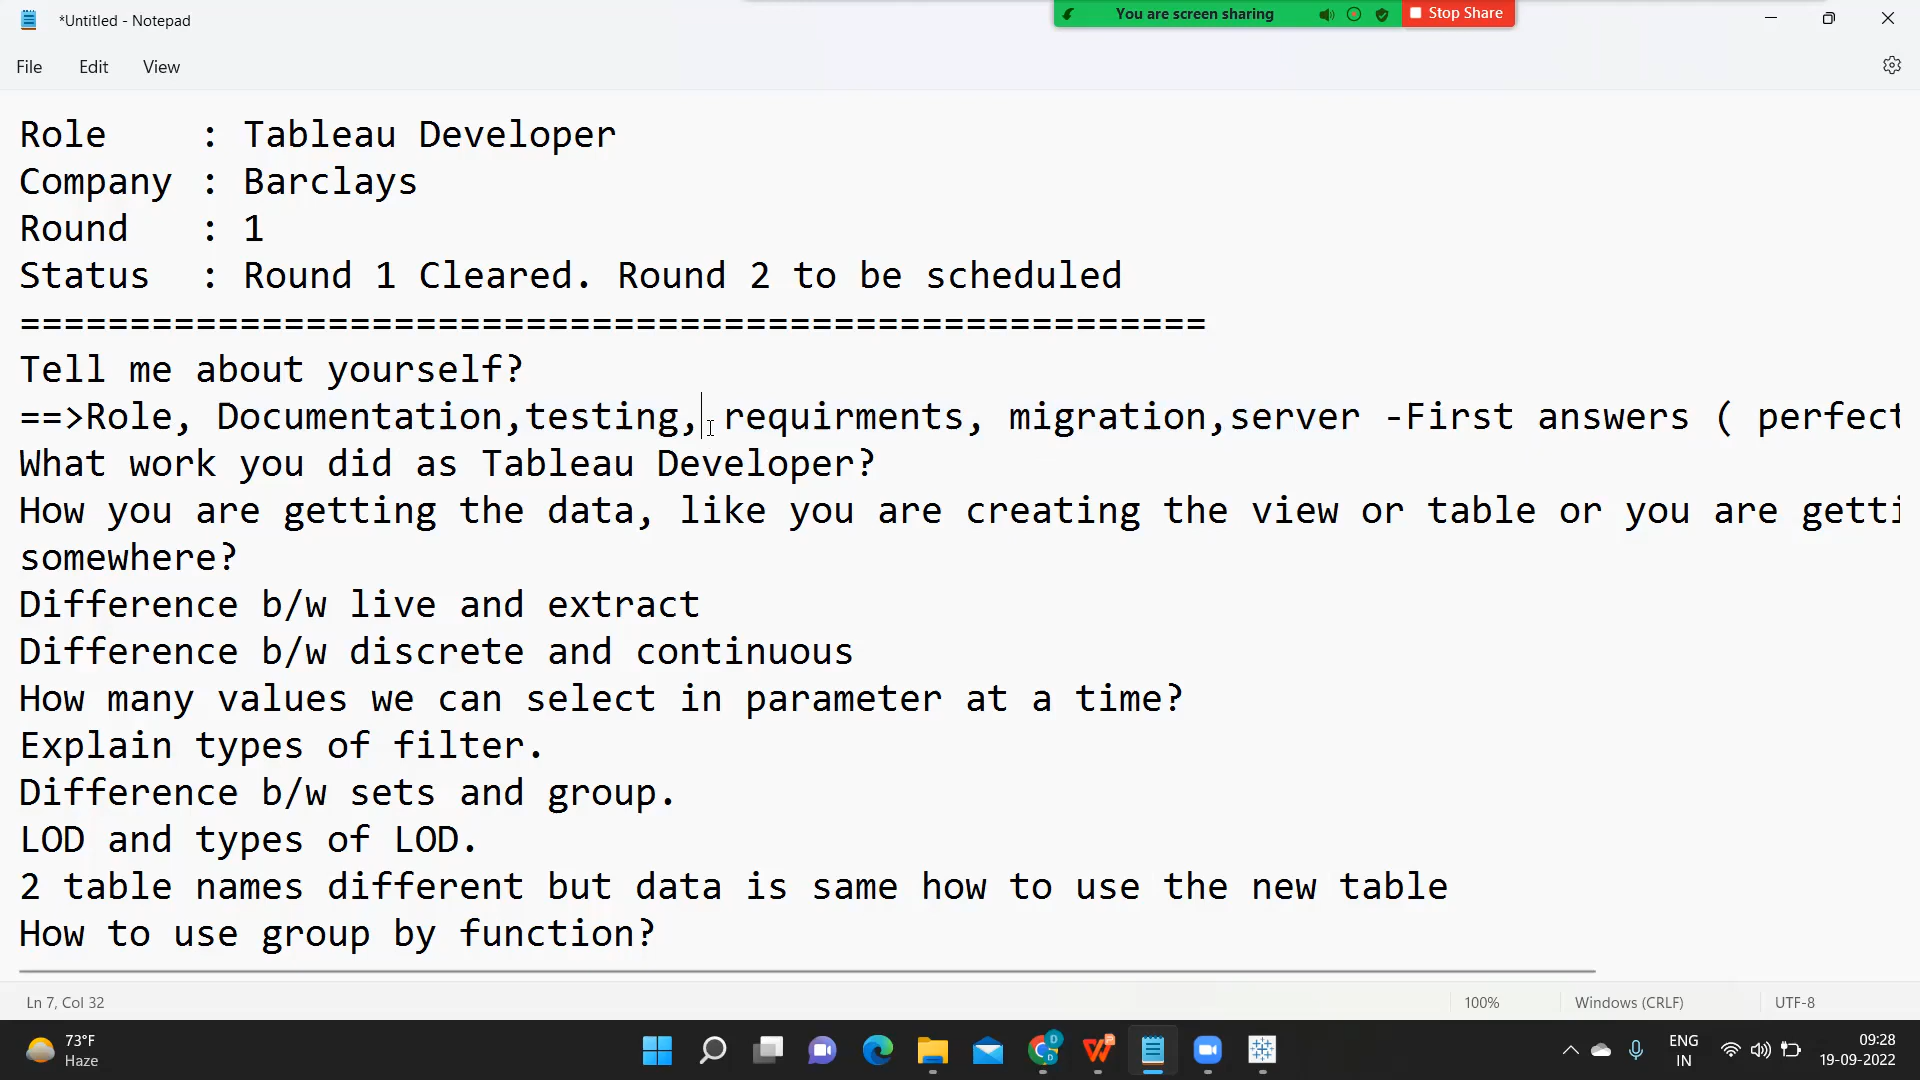 *Untitled - Notepad
You are screen sharing
Stop Share
File Edit View
Role : Tableau Developer
Company : Barclays
Round : 1
Status : Round 1 Cleared. Round 2 to be scheduled
======================================================
Tell me about yourself?
==>Role, Documentation,testing, requirments, migration,server -First answers ( perfect
What work you did as Tableau Developer?
How you are getting the data, like you are creating the view or table or you are getti
somewhere?
Difference b/w live and extract
Difference b/w discrete and continuous
How many values we can select in parameter at a time?
Explain types of filter.
Difference b/w sets and group.
LOD and types of LOD.
2 table names different but data is same how to use the new table
How to use group by function?
Ln 7, Col 32
100%
Windows (CRLF)
UTF-8
73°F
Haze
ENG
IN
09:28
19-09-2022